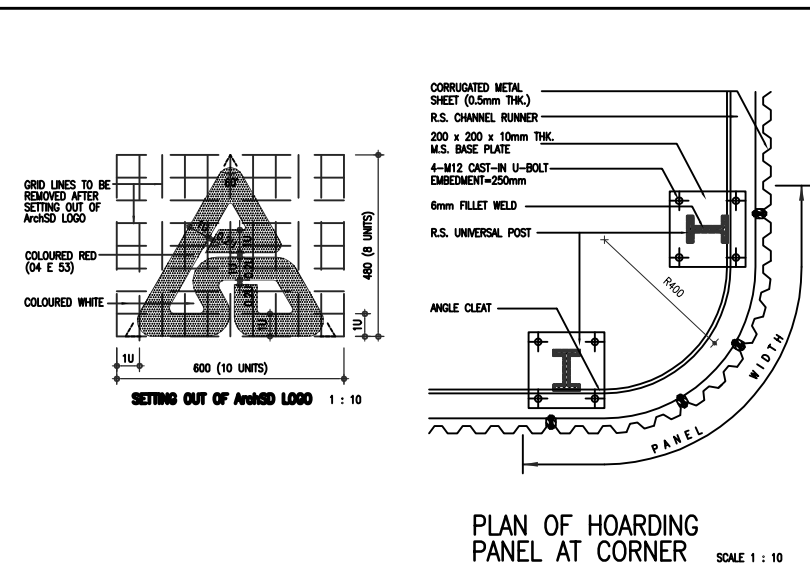 GRID LINES TO BE
REMOVED AFTER
SETTING OUT OF
ArchSD LOGO
COLOURED RED
(04 E 53)
COLOURED WHITE
480 (8 UNITS)
1U
1U
1U
600 (10 UNITS)
SETTING OUT OF ArchSD LOGO 1 : 10
CORRUGATED METAL
SHEET (0.5mm THK.)
R.S. CHANNEL RUNNER
200 x 200 x 10mm THK.
M.S. BASE PLATE
4-M12 CAST-IN U-BOLT
EMBEDMENT=250mm
6mm FILLET WELD
R.S. UNIVERSAL POST
ANGLE CLEAT
R400
PANEL WIDTH
PLAN OF HOARDING
PANEL AT CORNER SCALE 1 : 10